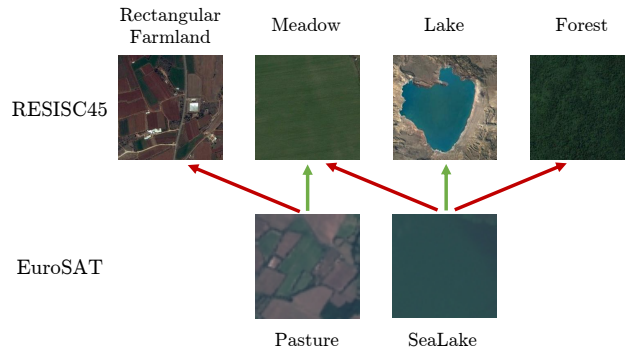 Rectangular
Farmland
Meadow
Lake
Forest
RESISC45
EuroSAT
Pasture
SeaLake